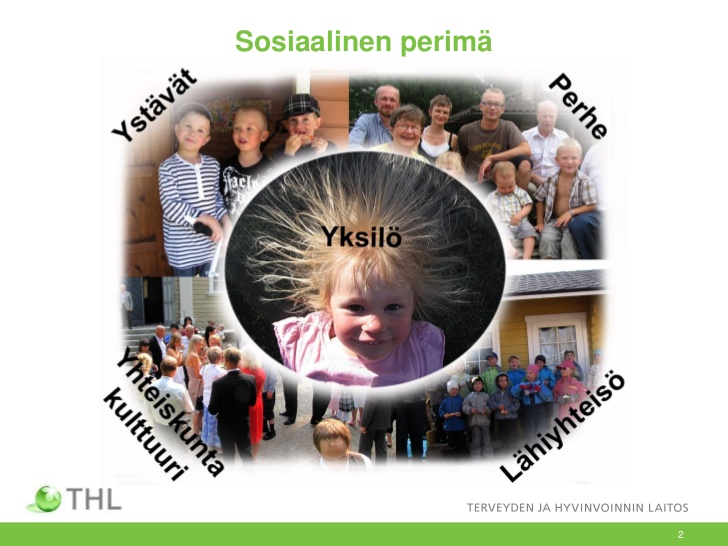 Sosiaalinen perimä
Ystävät
Perhe
Yksilö
Yhteiskunta
kulttuuri
Lähiyhteisö
THL
TERVEYDEN JA HYVINVOINNIN LAITOS
2